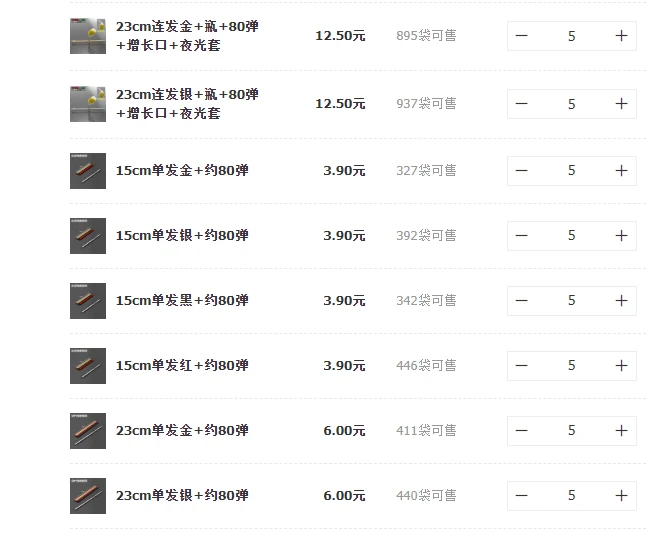 23cm连发金+瓶+80弹
+增长口+夜光套
12.50元
895袋可售
— 5 +
23cm连发银+瓶+80弹
+增长口+夜光套
12.50元
937袋可售
— 5 +
15cm单发金+约80弹
3.90元
327袋可售
— 5 +
15cm单发银+约80弹
3.90元
392袋可售
— 5 +
15cm单发黑+约80弹
3.90元
342袋可售
— 5 +
15cm单发红+约80弹
3.90元
446袋可售
— 5 +
23cm单发金+约80弹
6.00元
411袋可售
— 5 +
23cm单发银+约80弹
6.00元
440袋可售
— 5 +